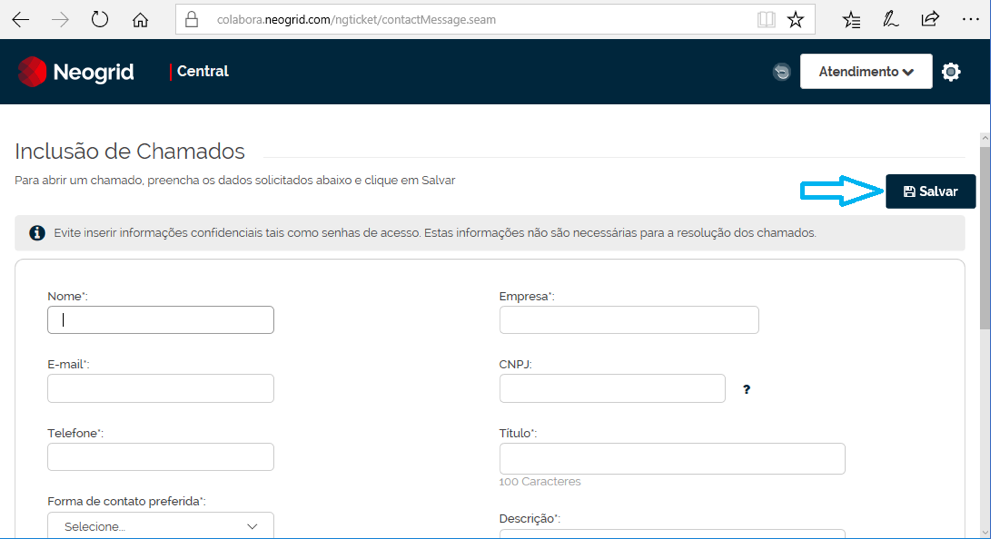 colabora.neogrid.com/ngticket/contactMessage.seam
Neogrid
Central
Atendimento
Inclusão de Chamados
Para abrir um chamado, preencha os dados solicitados abaixo e clique em Salvar
Salvar
Evite inserir informações confidenciais tais como senhas de acesso. Estas informações não são necessárias para a resolução dos chamados.
Nome*:
Empresa*:
E-mail*:
CNPJ:
?
Telefone*:
Título*:
100 Caracteres
Forma de contato preferida*:
Selecione...
Descrição*: